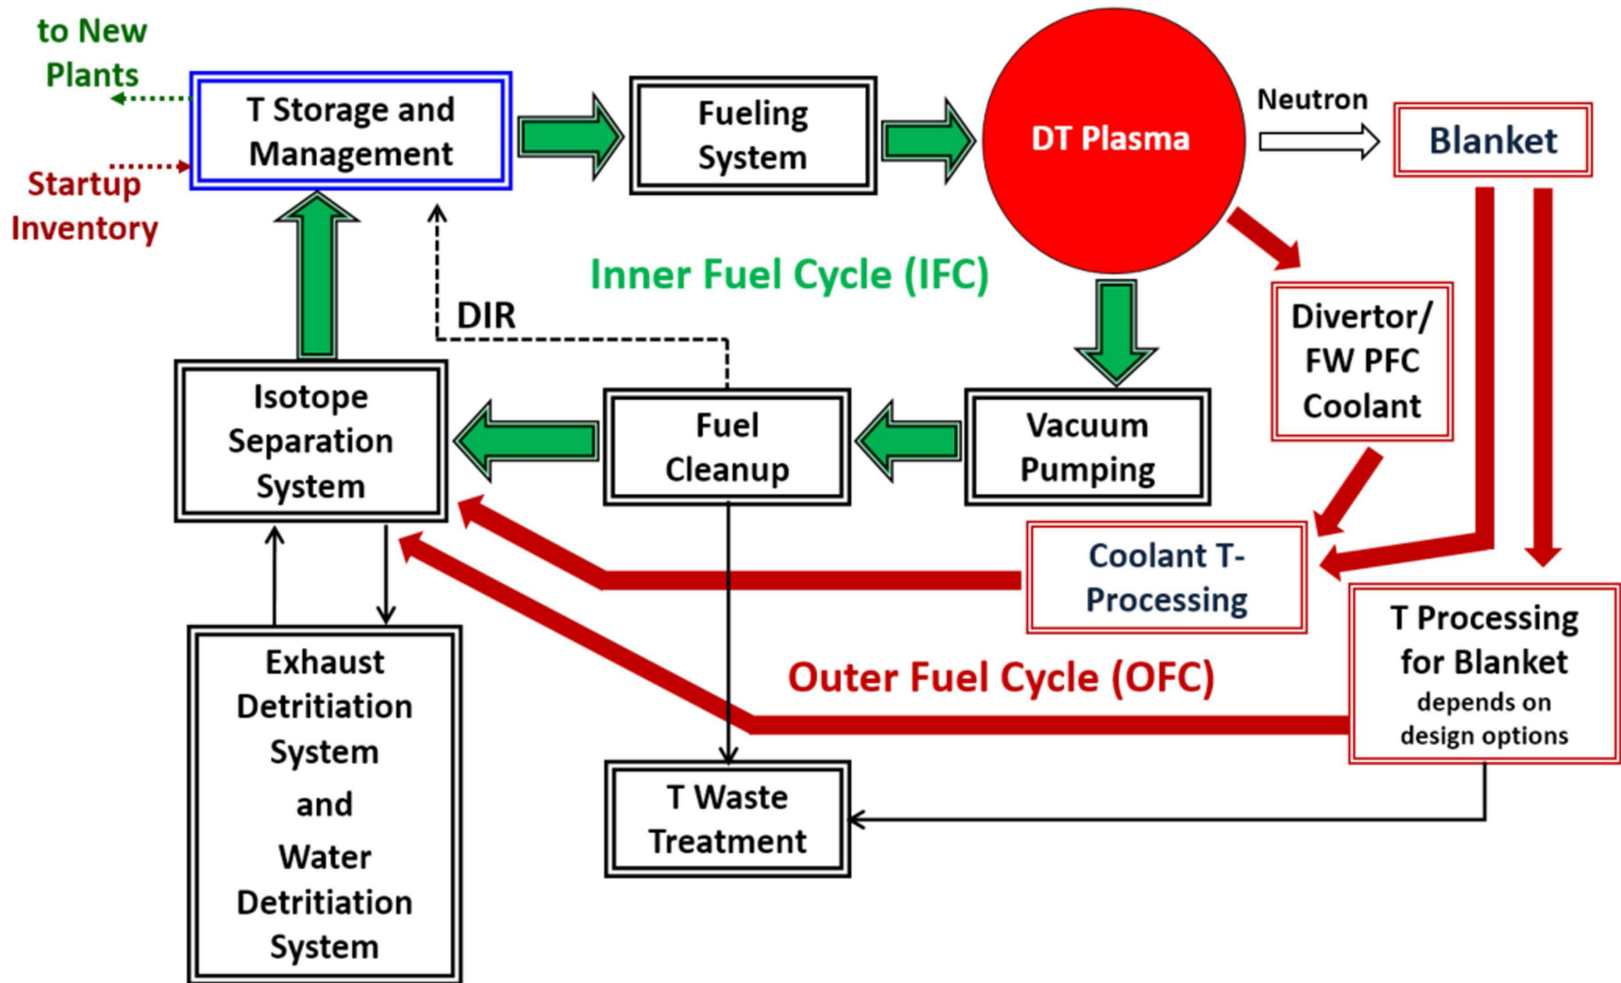 to New
Plants
T Storage and
Management
Startup
Inventory
Fueling
System
DT Plasma
Neutron
Blanket
Inner Fuel Cycle (IFC)
DIR
Divertor/
FW PFC
Coolant
Isotope
Separation
System
Fuel
Cleanup
Vacuum
Pumping
Coolant T-
Processing
T Processing
for Blanket
depends on
design options
Outer Fuel Cycle (OFC)
Exhaust
Detritiation
System
and
Water
Detritiation
System
T Waste
Treatment